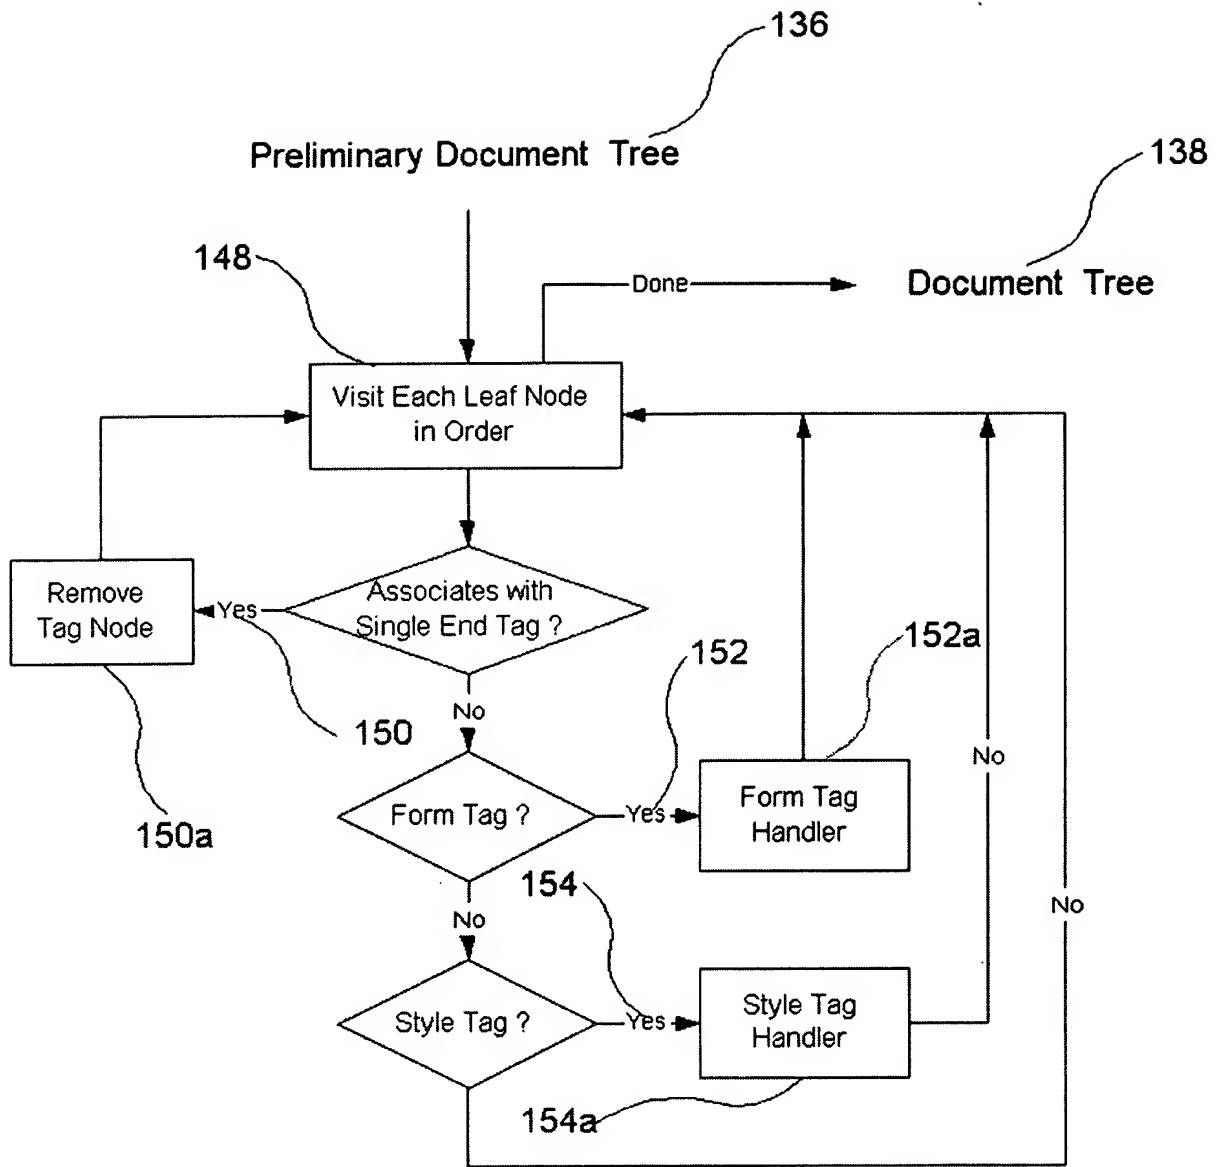 136
Preliminary Document Tree
138
148
Done
Document Tree
Visit Each Leaf Node
in Order
Remove
Tag Node
Yes
Associates with
Single End Tag ?
152
152a
No
150
No
150a
Form Tag ?
Yes
Form Tag
Handler
154
No
No
Style Tag ?
Yes
Style Tag
Handler
154a